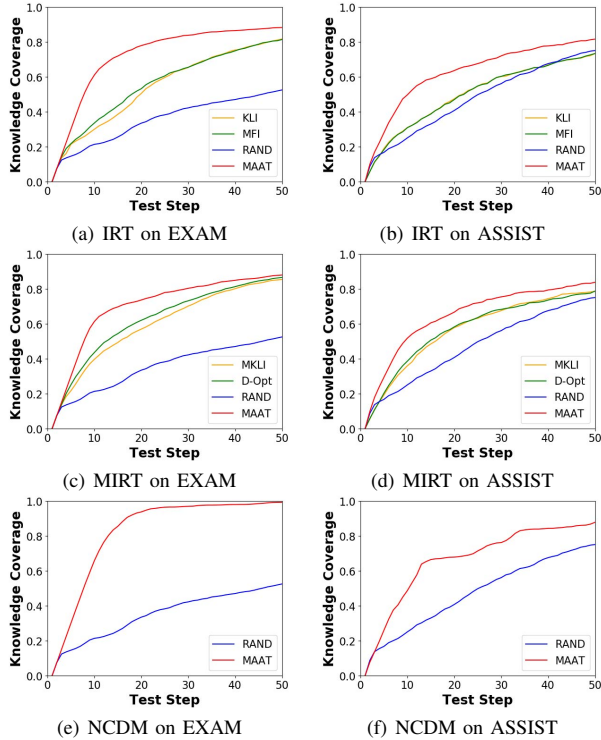 1.0
0.8
0.6
0.4
0.2
0.0
Knowledge Coverage
KLI
MFI
RAND
MAAT
0 10 20 30 40 50
Test Step
(a) IRT on EXAM
1.0
0.8
0.6
0.4
0.2
0.0
Knowledge Coverage
KLI
MFI
RAND
MAAT
0 10 20 30 40 50
Test Step
(b) IRT on ASSIST
1.0
0.8
0.6
0.4
0.2
0.0
Knowledge Coverage
MKLI
D-Opt
RAND
MAAT
0 10 20 30 40 50
Test Step
(c) MIRT on EXAM
1.0
0.8
0.6
0.4
0.2
0.0
Knowledge Coverage
MKLI
D-Opt
RAND
MAAT
0 10 20 30 40 50
Test Step
(d) MIRT on ASSIST
1.0
0.8
0.6
0.4
0.2
0.0
Knowledge Coverage
RAND
MAAT
0 10 20 30 40 50
Test Step
(e) NCDM on EXAM
1.0
0.8
0.6
0.4
0.2
0.0
Knowledge Coverage
RAND
MAAT
0 10 20 30 40 50
Test Step
(f) NCDM on ASSIST